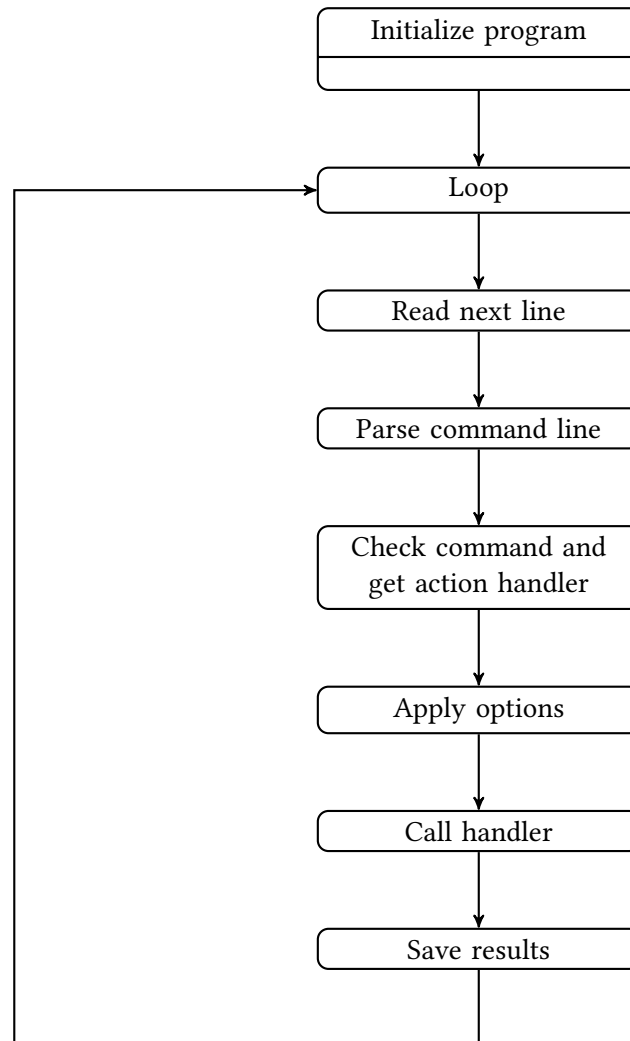 Initialize program
Loop
Read next line
Parse command line
Check command and
get action handler
Apply options
Call handler
Save results